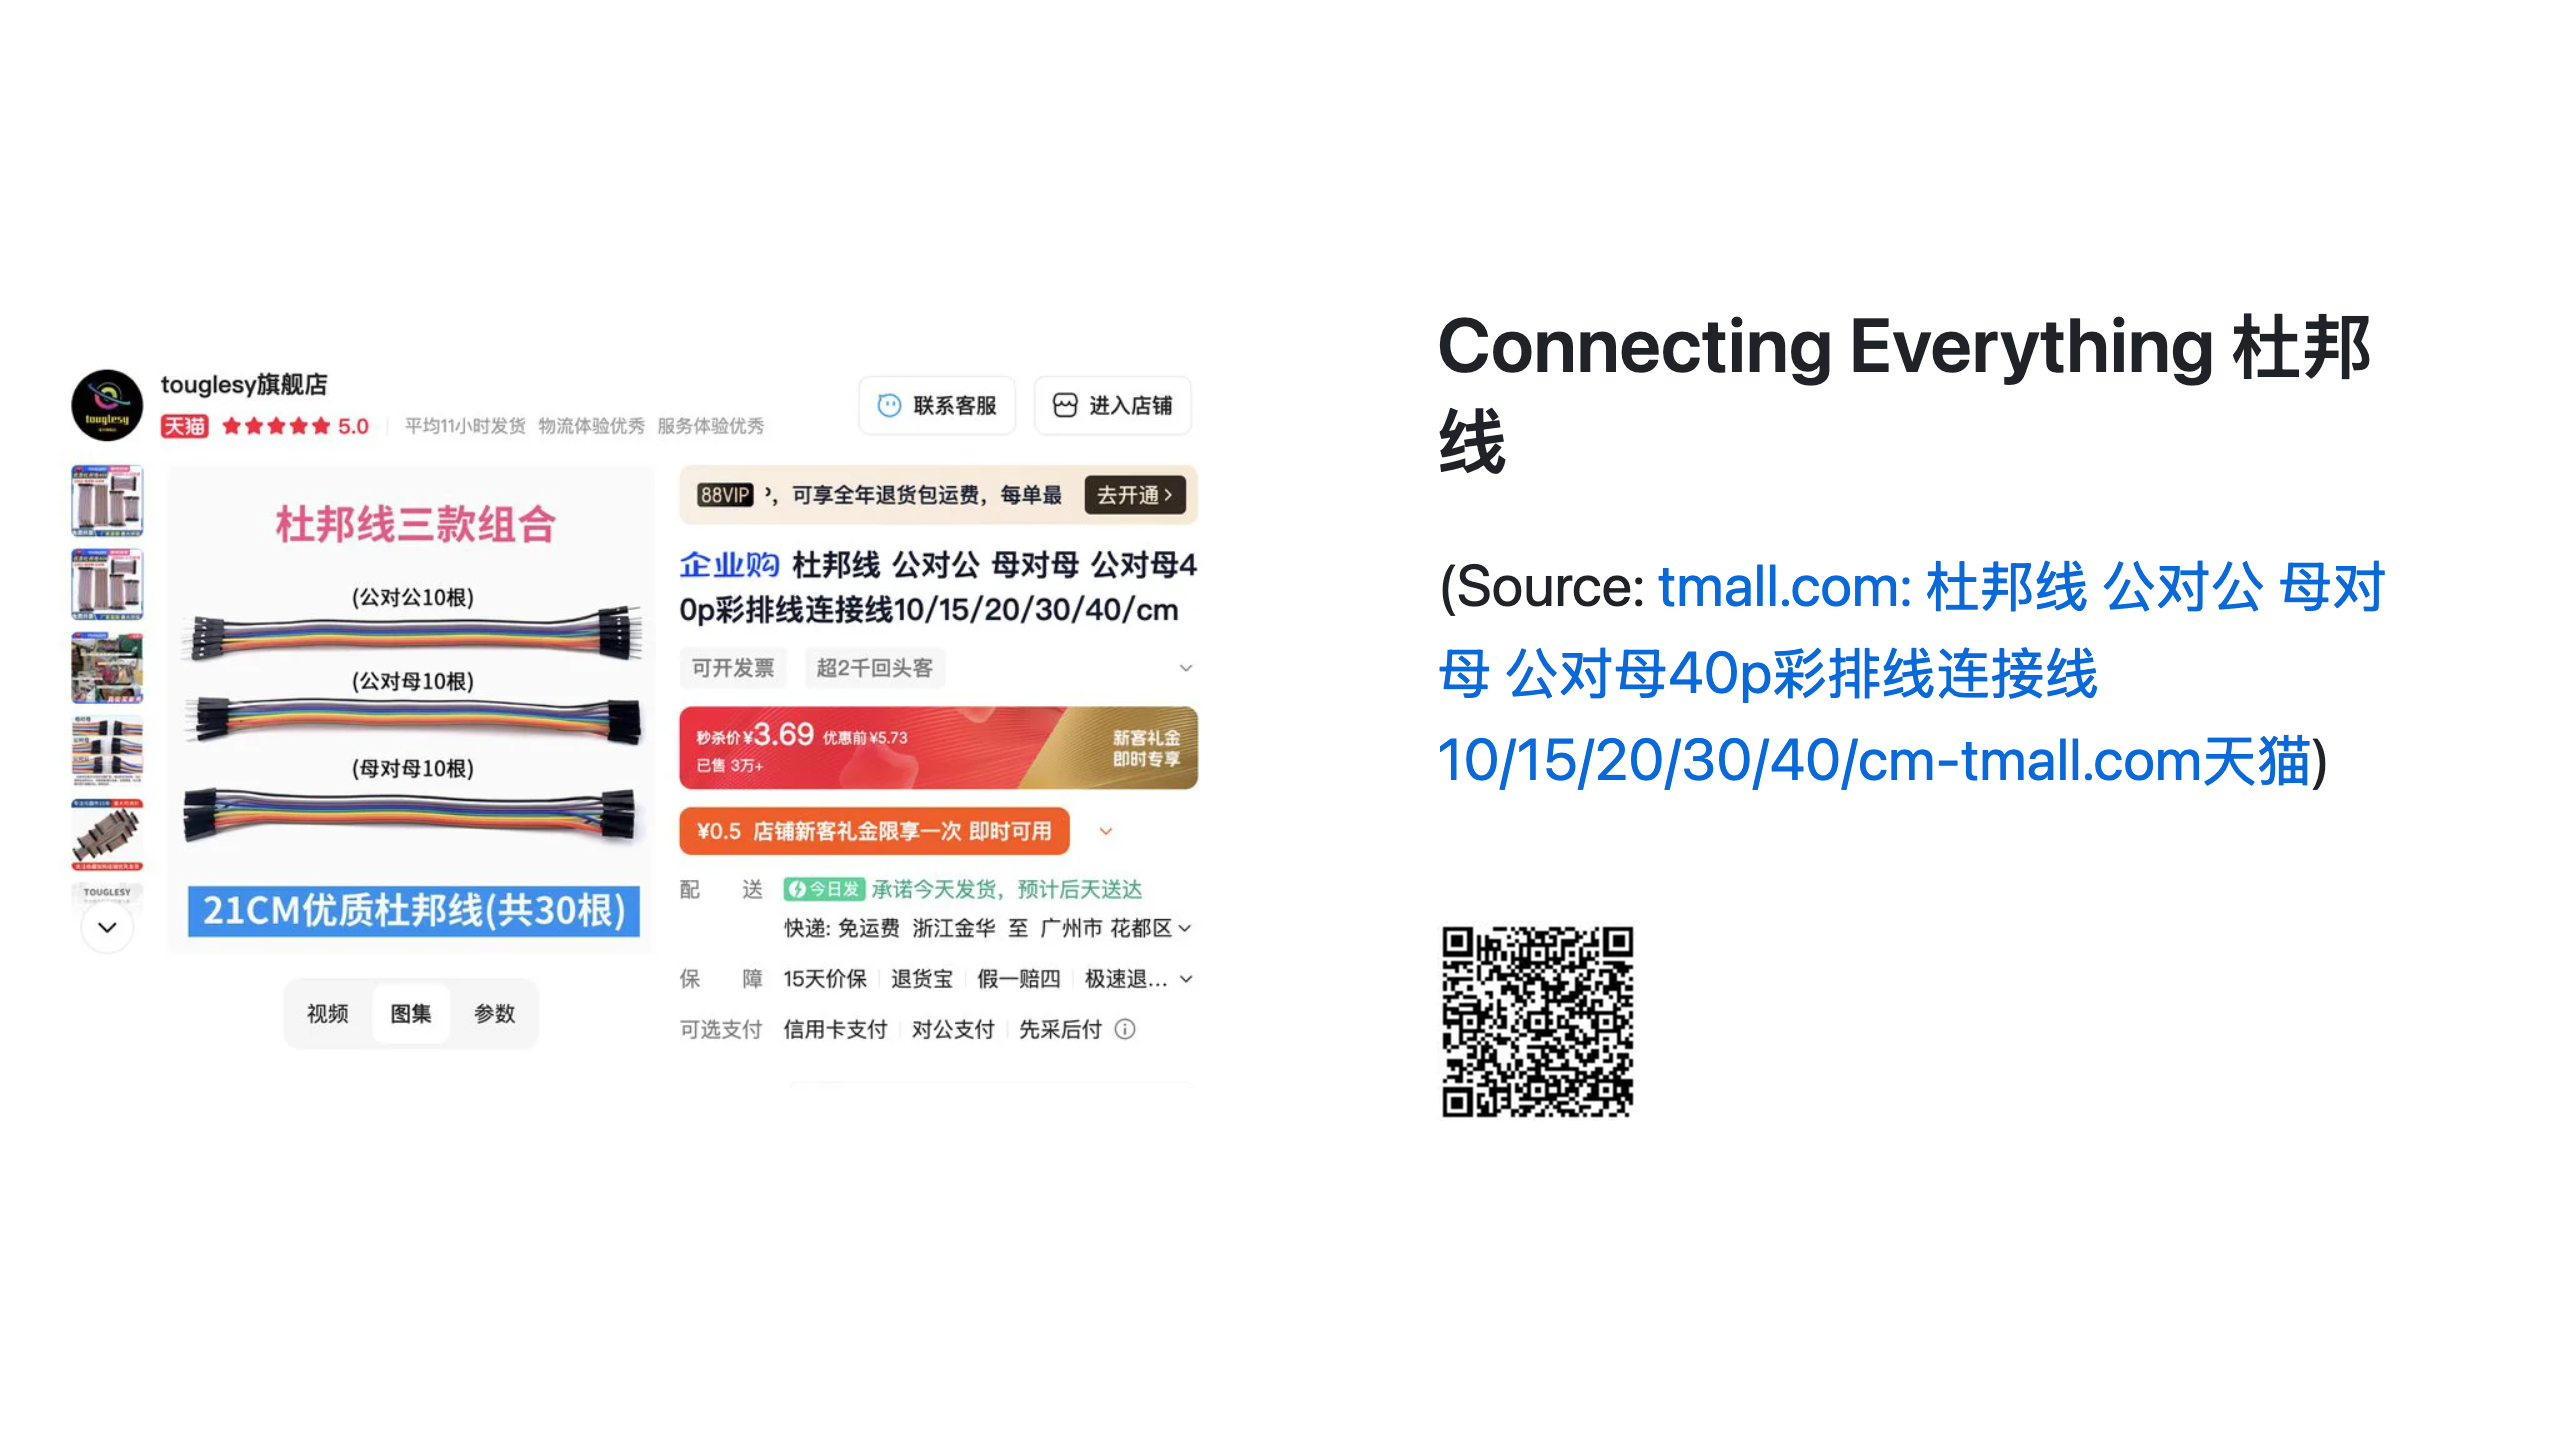 touglesy旗舰店
天猫 5.0 平均11小时发货 物流体验优秀 服务体验优秀
联系客服
进入店铺
touglesy
杜邦线三款组合
(公对公10根)
(公对母10根)
(母对母10根)
21CM优质杜邦线(共30根)
TOUGLESY
视频 图集 参数
88VIP ，可享全年退货包运费，每单最 去开通
企业购 杜邦线 公对公 母对母 公对母4
0p彩排线连接线10/15/20/30/40/cm
可开发票 超2千回头客
秒杀价¥3.69 优惠前¥5.73
已售 3万+
新客礼金
即时专享
¥0.5 店铺新客礼金限享一次 即时可用
配送 今日发 承诺今天发货，预计后天送达
快递: 免运费 浙江金华 至 广州市 花都区
保障 15天价保 退货宝 假一赔四 极速退...
可选支付 信用卡支付 对公支付 先采后付
Connecting Everything 杜邦
线
(Source: tmall.com: 杜邦线 公对公 母对
母 公对母40p彩排线连接线
10/15/20/30/40/cm-tmall.com天猫)